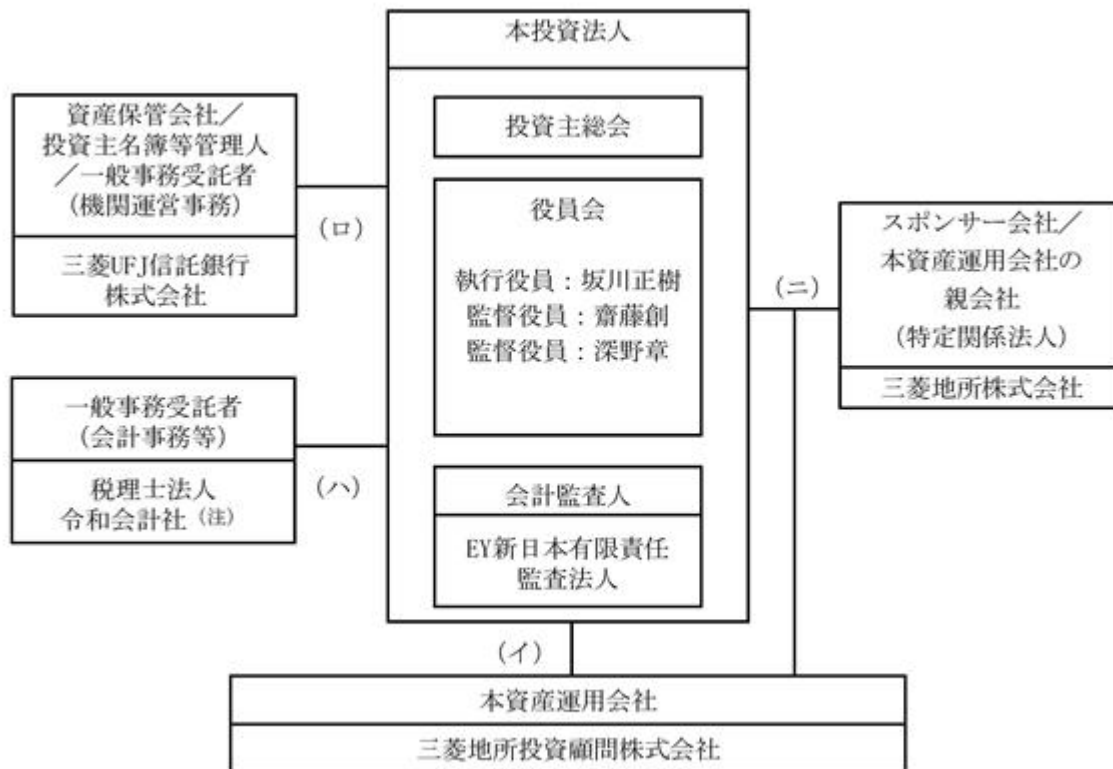 本投資法人
投資主総会
役員会
執行役員：坂川正樹
監督役員：齋藤創
監督役員：深野章
会計監査人
EY新日本有限責任
監査法人
資産保管会社／
投資主名簿等管理人
／一般事務受託者
（機関運営事務）
三菱UFJ信託銀行
株式会社
（ロ）
一般事務受託者
（会計事務等）
税理士法人
令和会計社（注）
（ハ）
（ニ）
スポンサー会社／
本資産運用会社の
親会社
（特定関係法人）
三菱地所株式会社
（イ）
本資産運用会社
三菱地所投資顧問株式会社